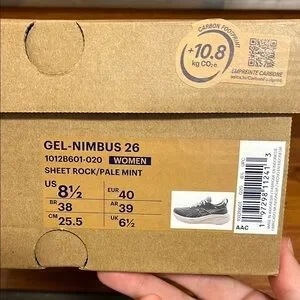 CARBON FOOTPRINT
+10.8
kg CO₂e.
EMPREINTE CARBONE
GEL-NIMBUS 26
1012B601-020 WOMEN
SHEET ROCK/PALE MINT
US 8½ EUR 40
BR 38 AR 39
CM 25.5 UK 6½
AAC